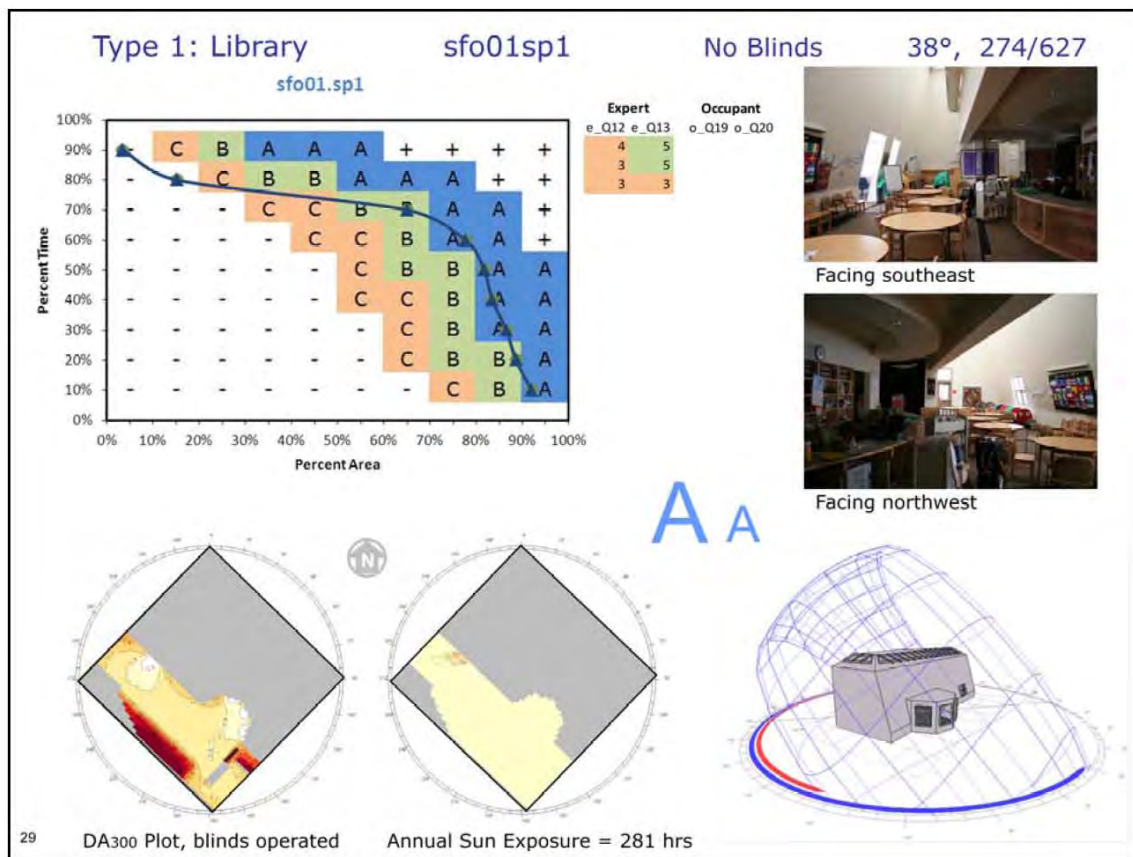 Type 1: Library sfo01sp1 No Blinds 38°, 274/627
sfo01.sp1
Expert Occupant
e_Q12 e_Q13 o_Q19 o_Q20
4 5
3 5
3 3
Percent Time
100%
90% - C B A A A + + + +
80% - - C B B A A A + +
70% - - - C C B B A A +
60% - - - - C C B A A +
50% - - - - - C B B A A
40% - - - - - C C B A A
30% - - - - - - C B A A
20% - - - - - - C B B A
10% - - - - - - - C B A
0%
0% 10% 20% 30% 40% 50% 60% 70% 80% 90% 100%
Percent Area
Facing southeast
Facing northwest
A A
N
DA300 Plot, blinds operated
Annual Sun Exposure = 281 hrs
29